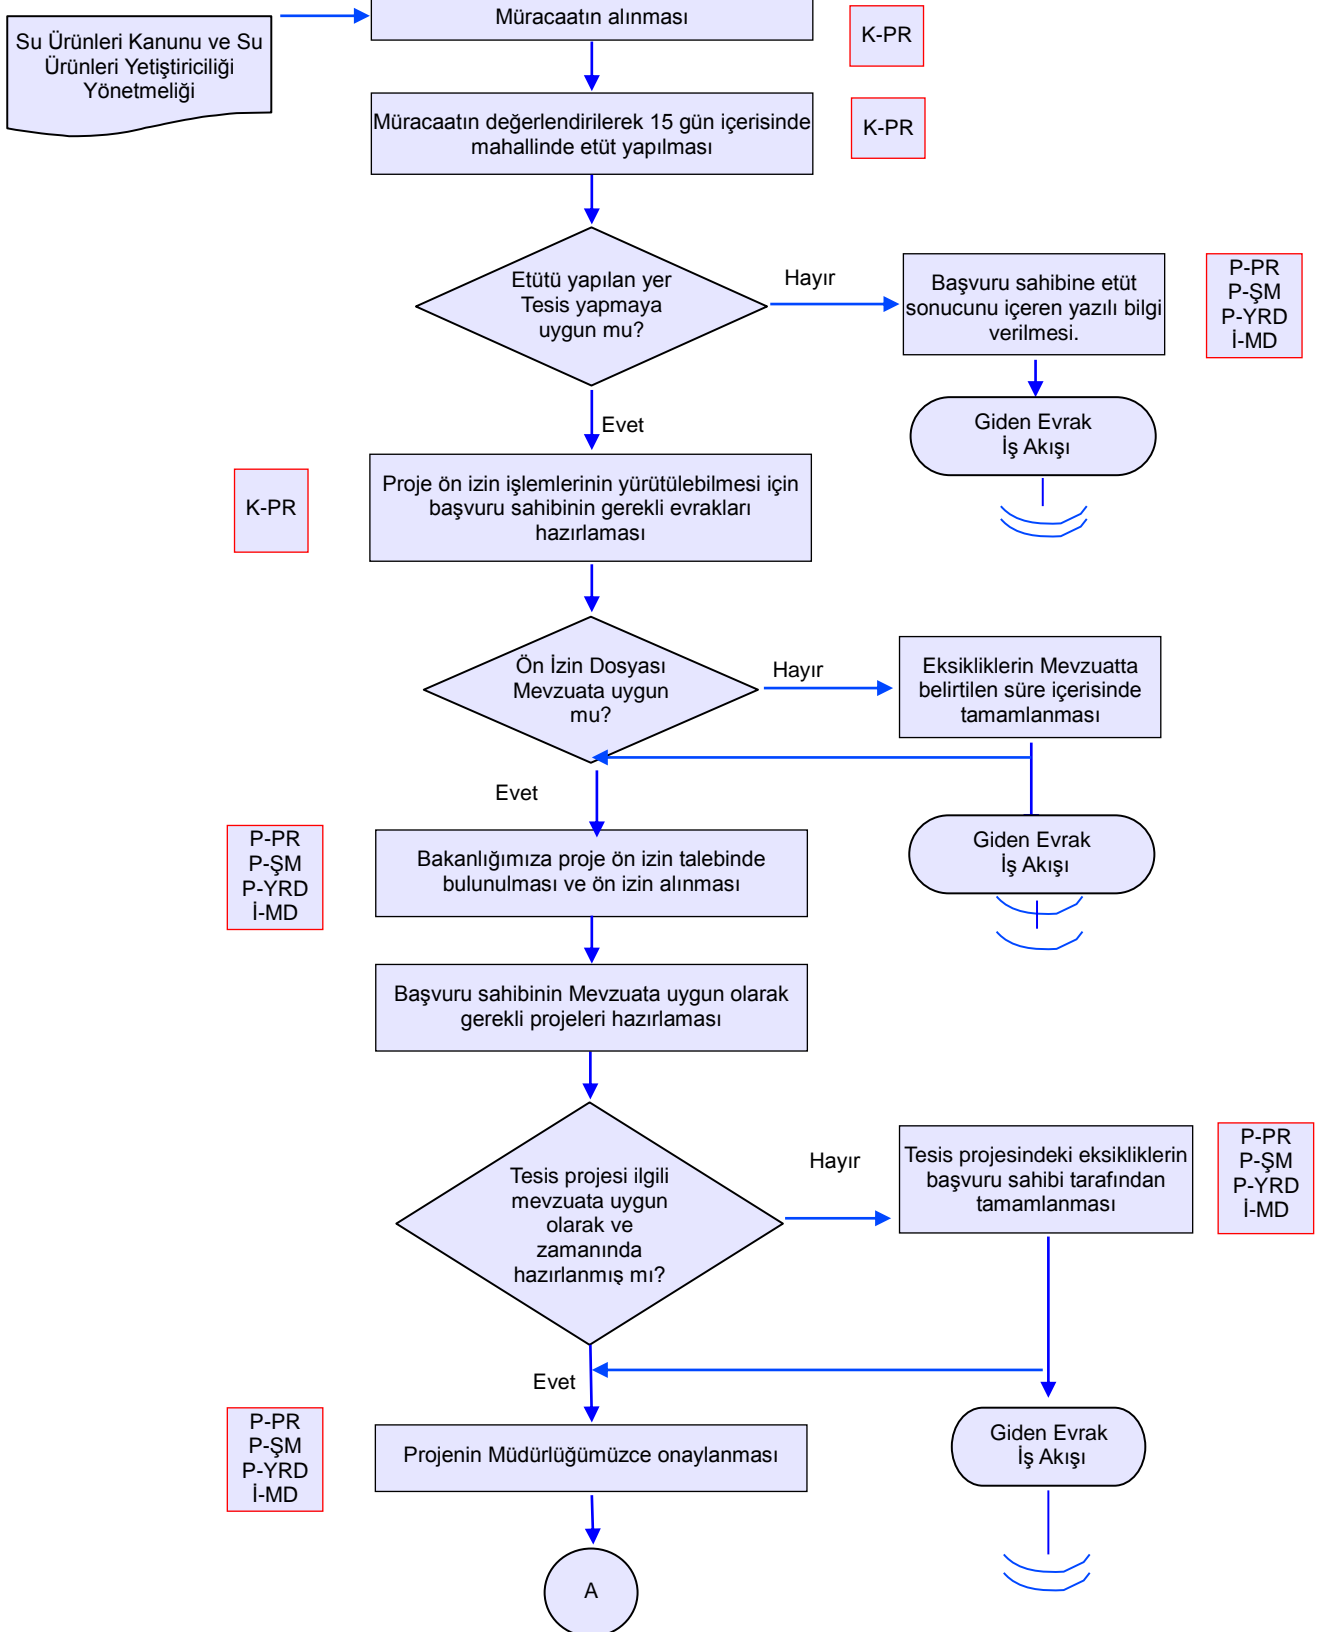 Müracaatın alınması
K-PR
Su Ürünleri Kanunu ve Su
Ürünleri Yetiştiriciliği
Yönetmeliği
Müracaatın değerlendirilerek 15 gün içerisinde
mahallinde etüt yapılması
K-PR
Etütü yapılan yer
Tesis yapmaya
uygun mu?
Hayır
Başvuru sahibine etüt
sonucunu içeren yazılı bilgi
verilmesi.
P-PR
P-ŞM
P-YRD
İ-MD
Giden Evrak
İş Akışı
Evet
K-PR
Proje ön izin işlemlerinin yürütülebilmesi için
başvuru sahibinin gerekli evrakları
hazırlaması
Ön İzin Dosyası
Mevzuata uygun
mu?
Hayır
Eksikliklerin Mevzuatta
belirtilen süre içerisinde
tamamlanması
Evet
Giden Evrak
İş Akışı
P-PR
P-ŞM
P-YRD
İ-MD
Bakanlığımıza proje ön izin talebinde
bulunulması ve ön izin alınması
Başvuru sahibinin Mevzuata uygun olarak
gerekli projeleri hazırlaması
Tesis projesi ilgili
mevzuata uygun
olarak ve
zamanında
hazırlanmış mı?
Hayır
Tesis projesindeki eksikliklerin
başvuru sahibi tarafından
tamamlanması
P-PR
P-ŞM
P-YRD
İ-MD
Evet
P-PR
P-ŞM
P-YRD
İ-MD
Projenin Müdürlüğümüzce onaylanması
Giden Evrak
İş Akışı
A